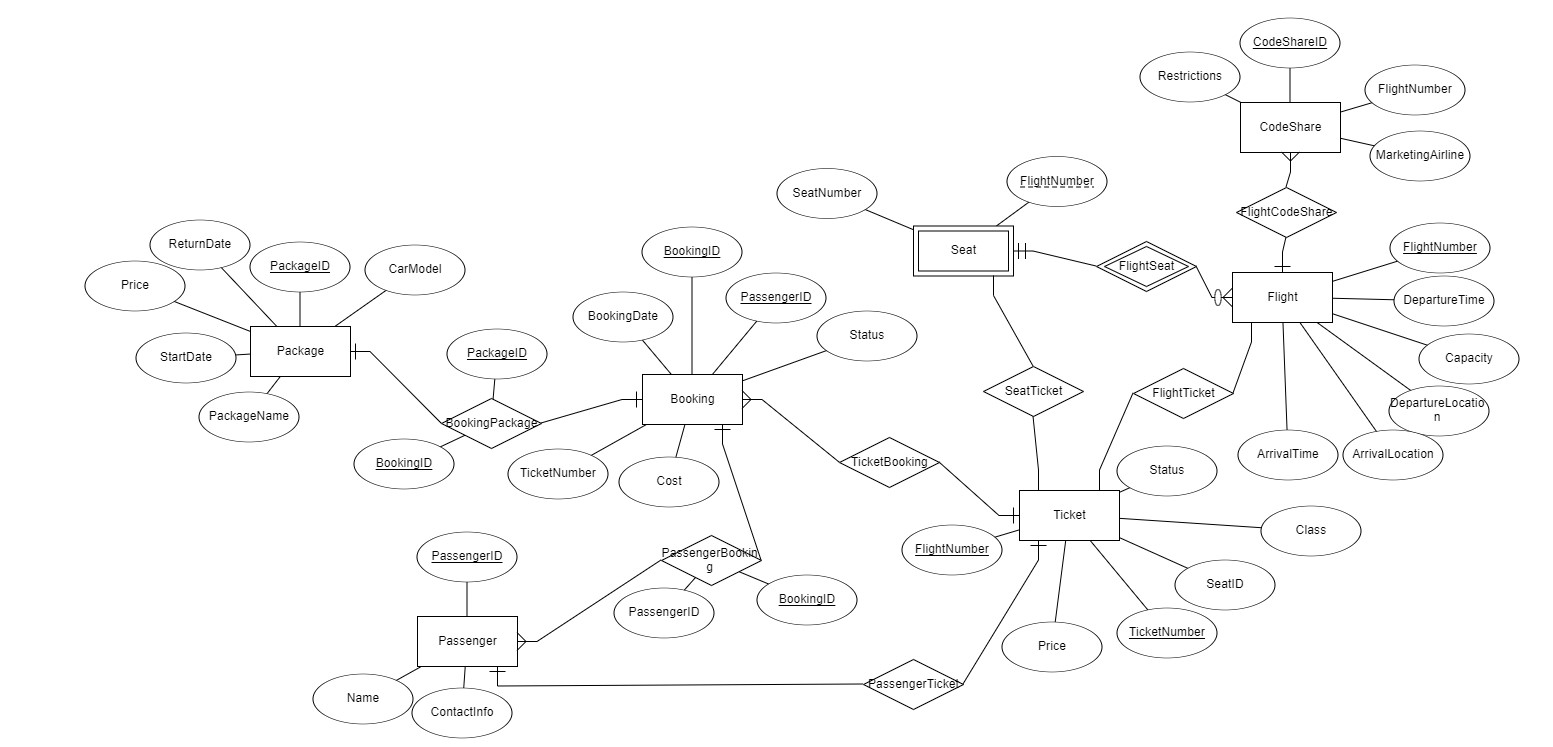 CodeShareID
Restrictions
FlightNumber
CodeShare
MarketingAirline
FlightNumber
SeatNumber
FlightCodeShare
ReturnDate
BookingID
Seat
FlightSeat
FlightNumber
PackageID
CarModel
Price
PassengerID
Flight
DepartureTime
BookingDate
Status
Package
StartDate
PackageID
Capacity
SeatTicket
FlightTicket
Booking
DepartureLocatio
n
PackageName
BookingPackage
ArrivalTime
ArrivalLocation
BookingID
TicketNumber
Cost
TicketBooking
Status
Ticket
Class
FlightNumber
PassengerID
PassengerBookin
g
SeatID
PassengerID
BookingID
TicketNumber
Passenger
Price
Name
ContactInfo
PassengerTicket